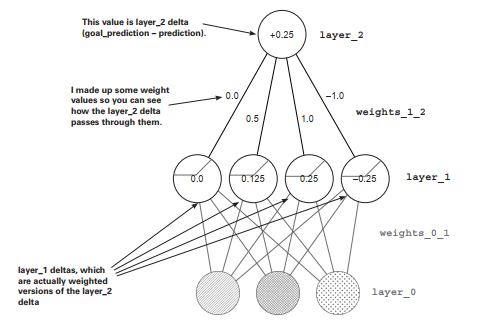 This value is layer_2 delta
(goal_prediction – prediction).
+0.25
layer_2
I made up some weight
values so you can see
how the layer_2 delta
passes through them.
0.0
–1.0
0.5
1.0
weights_1_2
0.0
0.125
0.25
–0.25
layer_1
weights_0_1
layer_1 deltas, which
are actually weighted
versions of the layer_2
delta
layer_0